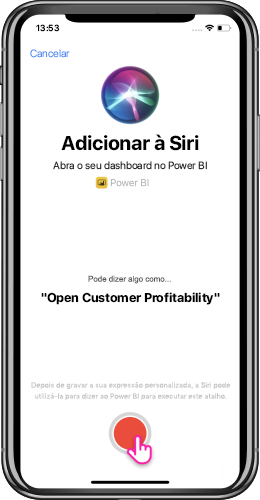 13:53
Cancelar
Adicionar à Siri
Abra o seu dashboard no Power BI
Power BI
Pode dizer algo como...
"Open Customer Profitability"
Depois de gravar a sua expressão personalizada, a Siri pode
utilizá-la para dizer ao Power BI para executar este atalho.